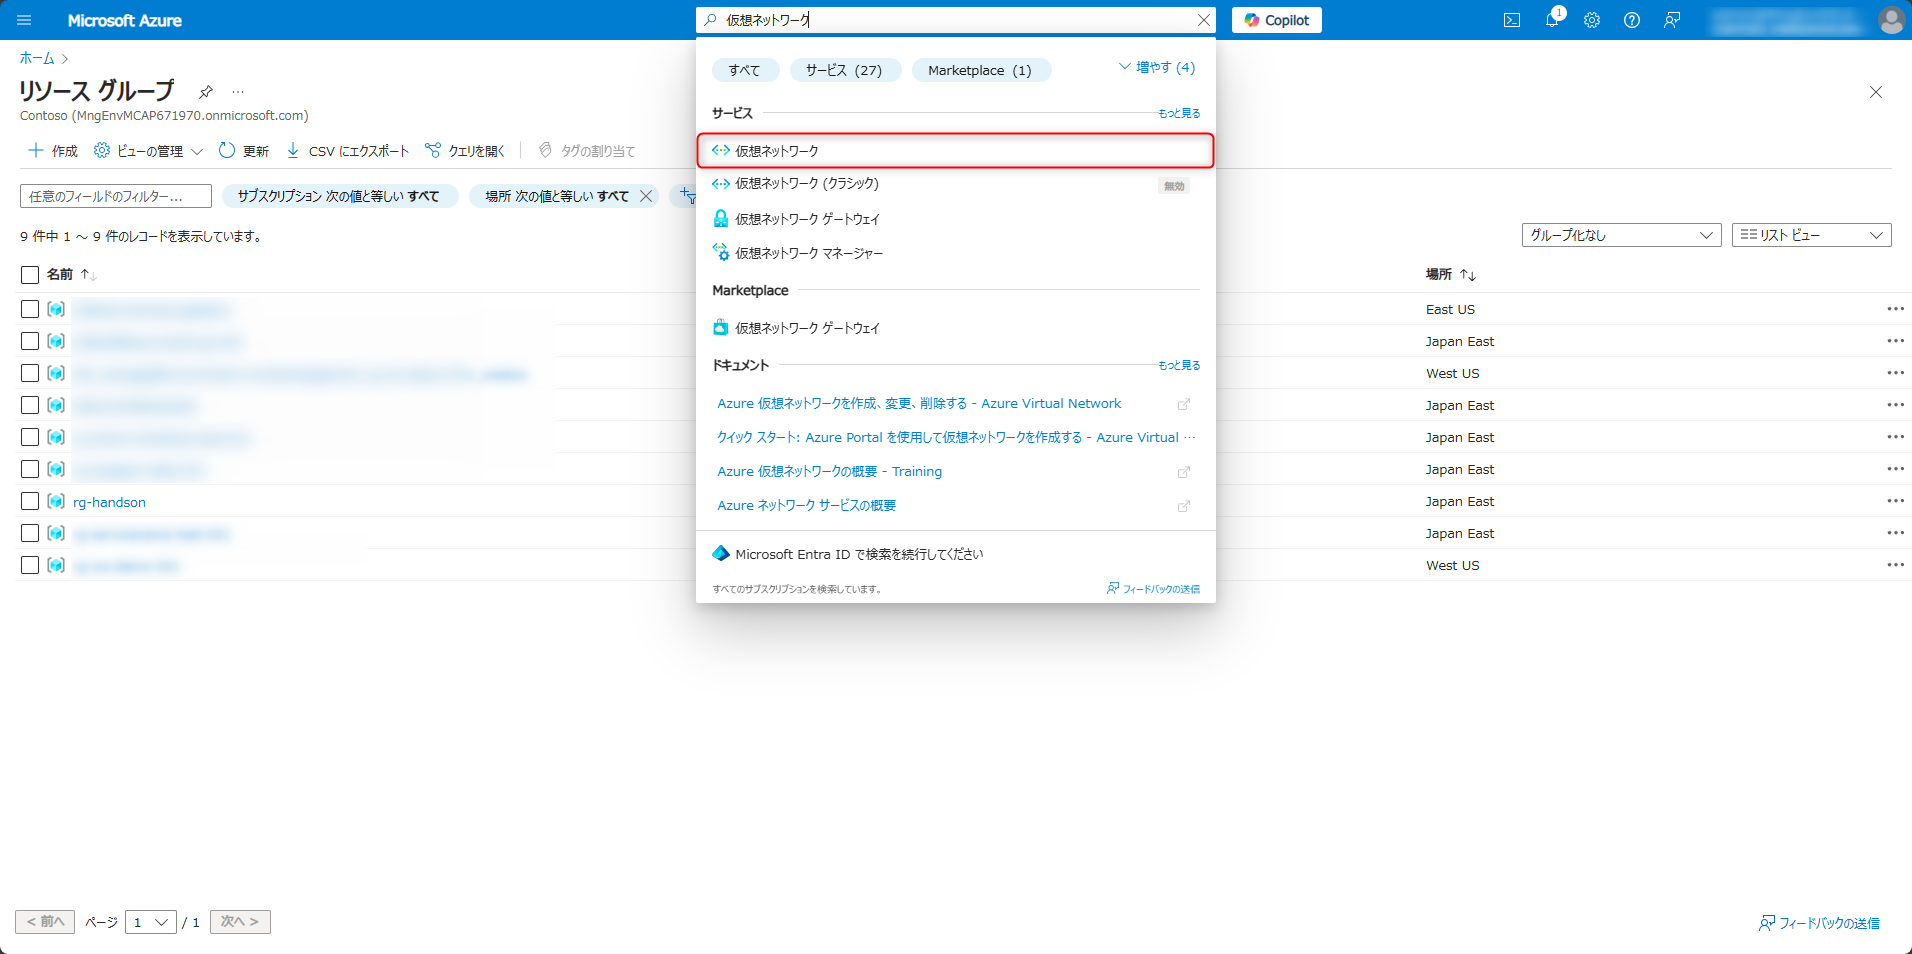 Microsoft Azure
仮想ネットワーク
Copilot
1
ホーム >
リソース グループ
Contoso (MngEnvMCAP671970.onmicrosoft.com)
作成 ビューの管理 更新 CSV にエクスポート クエリを開く タグの割り当て
任意のフィールドのフィルター... サブスクリプション 次の値と等しい すべて 場所 次の値と等しい すべて
9 件中 1 ～ 9 件のレコードを表示しています。
グループ化なし リスト ビュー
名前 ↑↓
場所 ↑↓
East US
Japan East
West US
Japan East
Japan East
Japan East
rg-handson
Japan East
Japan East
West US
すべて サービス (27) Marketplace (1) 増やす (4)
サービス もっと見る
仮想ネットワーク
仮想ネットワーク (クラシック) 無効
仮想ネットワーク ゲートウェイ
仮想ネットワーク マネージャー
Marketplace
仮想ネットワーク ゲートウェイ
ドキュメント もっと見る
Azure 仮想ネットワークを作成、変更、削除する - Azure Virtual Network
クイック スタート: Azure Portal を使用して仮想ネットワークを作成する - Azure Virtual ...
Azure 仮想ネットワークの概要 - Training
Azure ネットワーク サービスの概要
Microsoft Entra ID で検索を続行してください
すべてのサブスクリプションを検索しています。 フィードバックの送信
< 前へ ページ 1 / 1 次へ >
フィードバックの送信